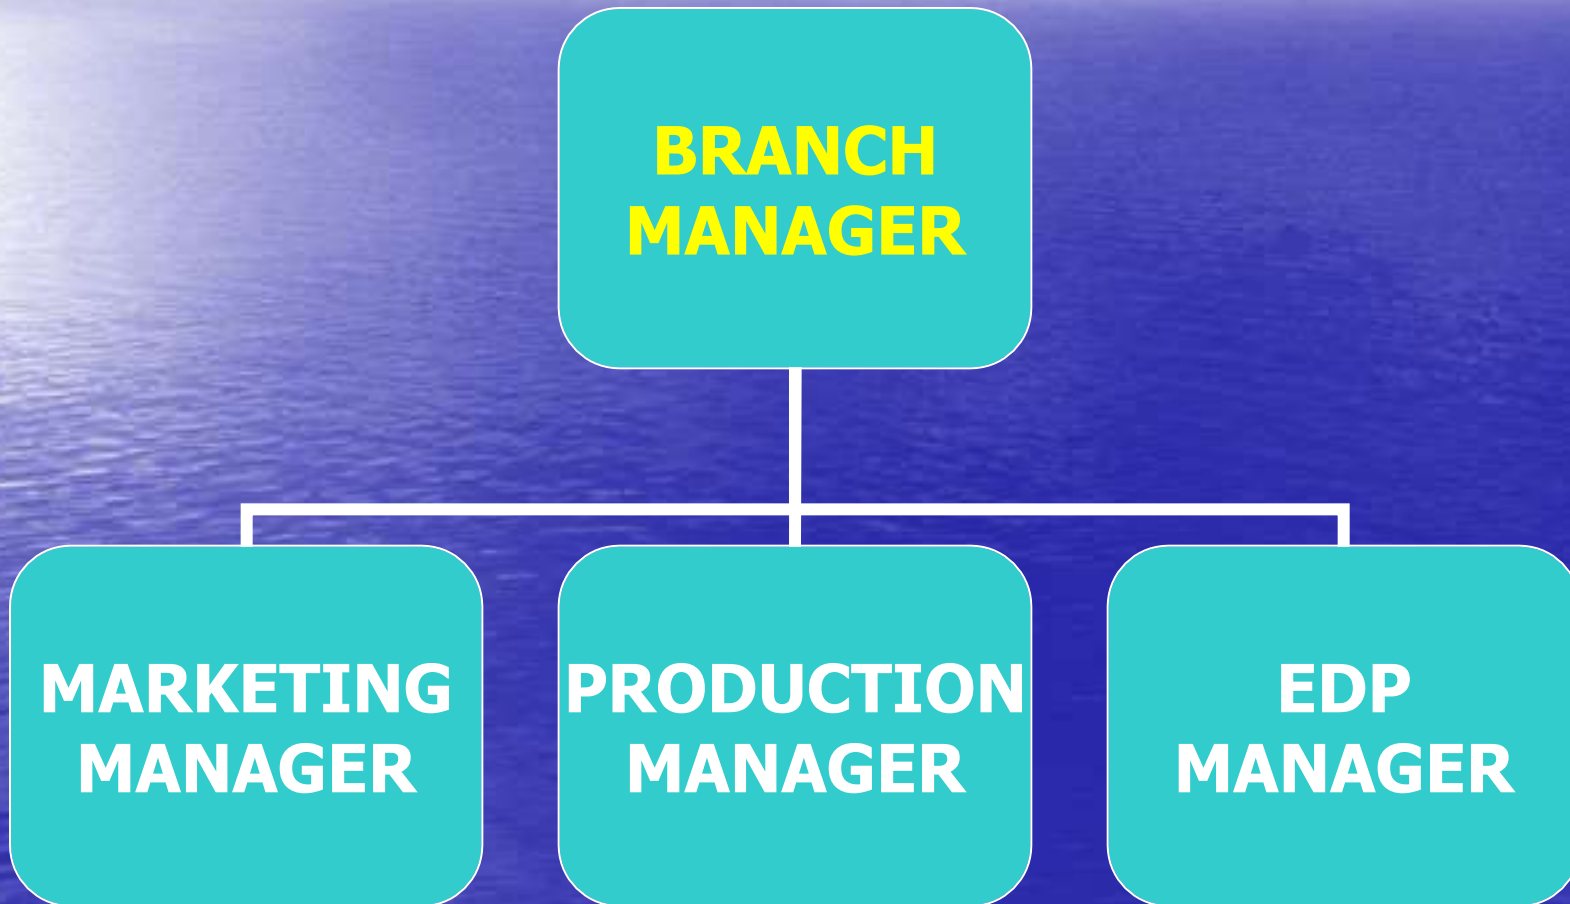 BRANCH
MANAGER
MARKETING
MANAGER
PRODUCTION
MANAGER
EDP
MANAGER